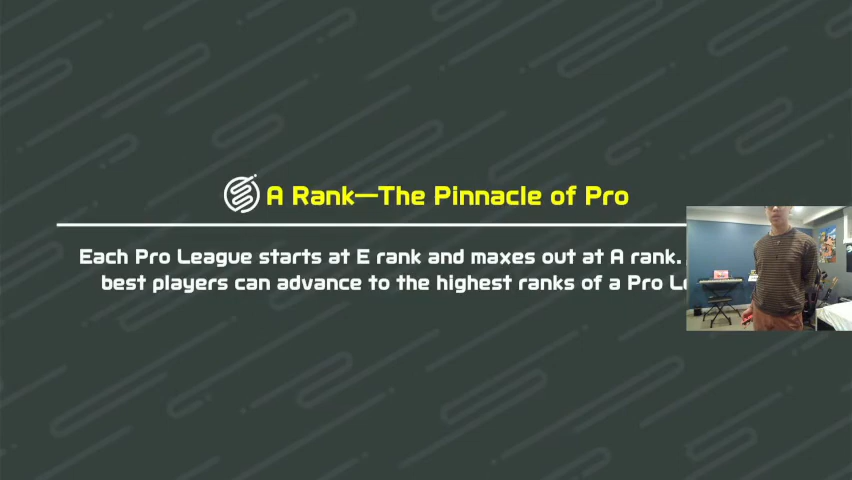 A Rank—The Pinnacle of Pro
Each Pro League starts at E rank and maxes out at A rank.
best players can advance to the highest ranks of a Pro